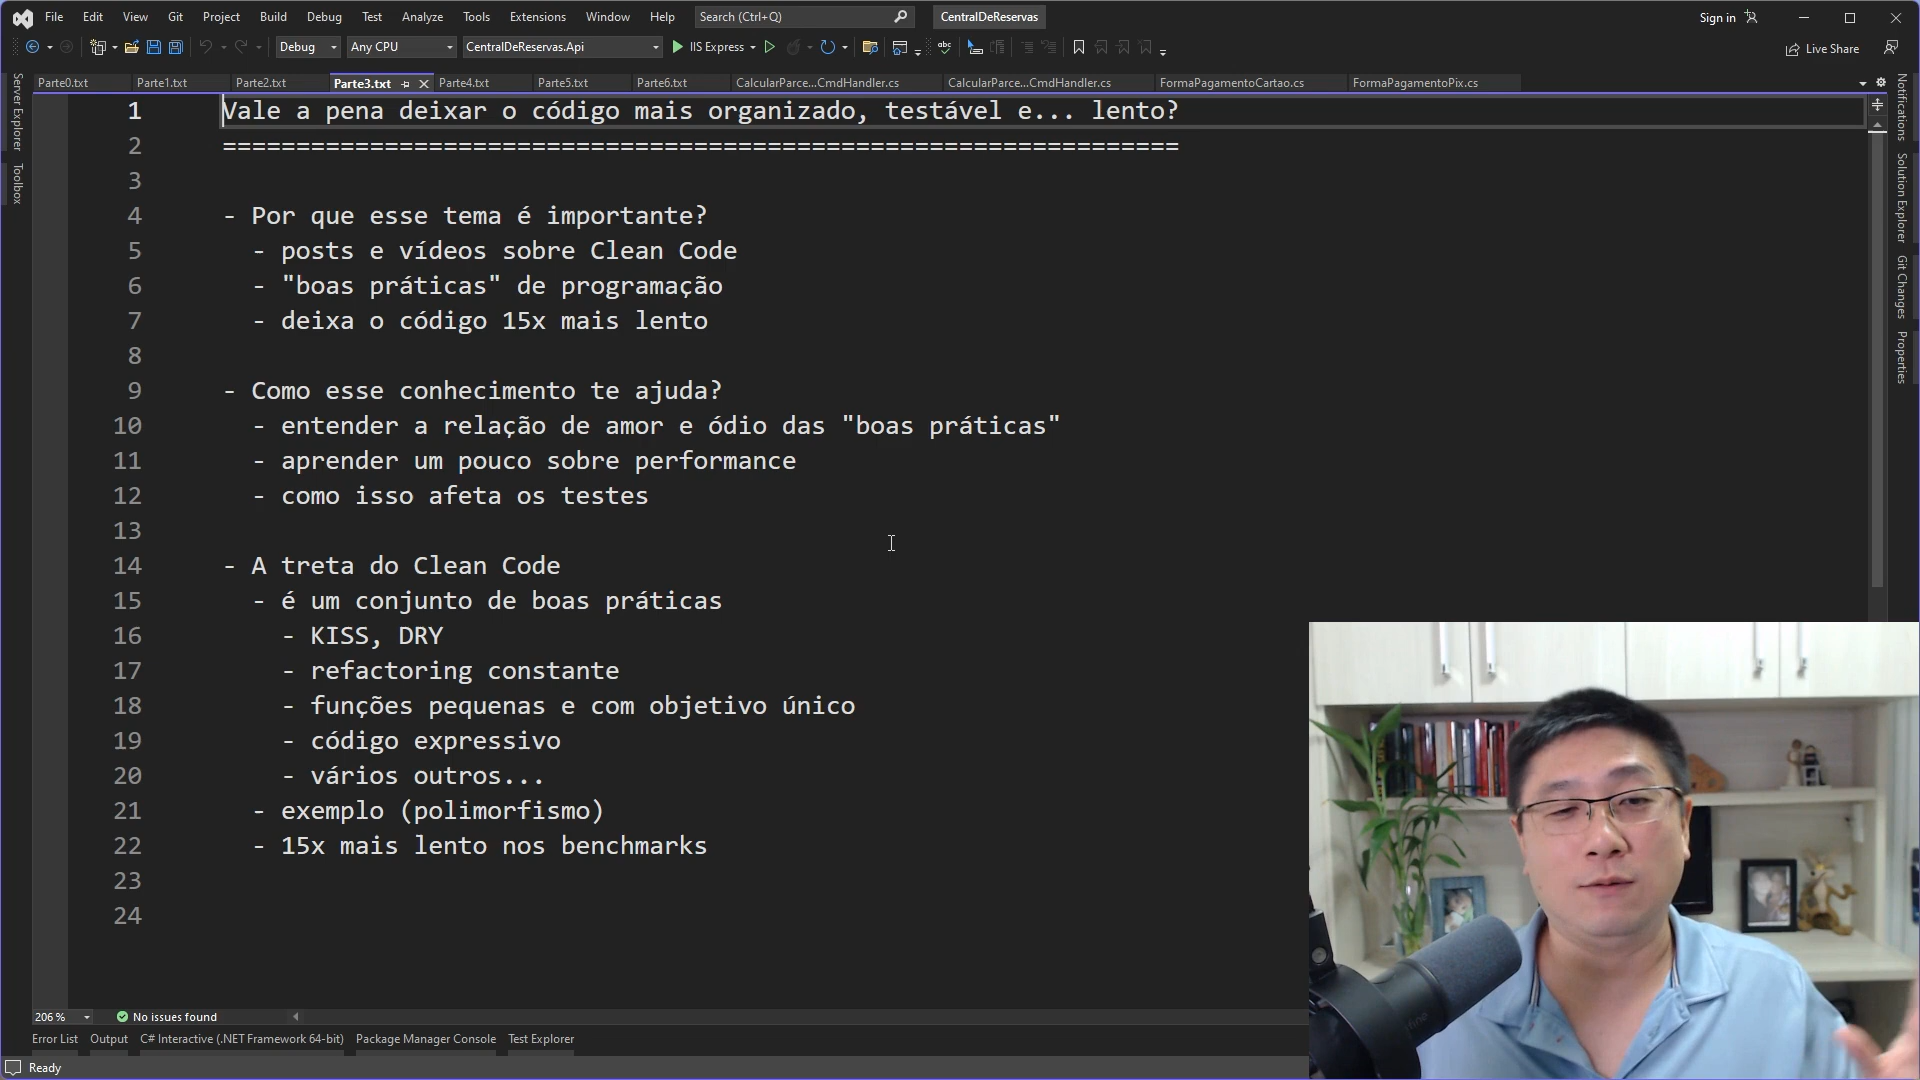 File Edit View Git Project Build Debug Test Analyze Tools Extensions Window Help Search (Ctrl+Q) CentralDeReservas Sign in
Debug Any CPU CentralDeReservas.Api IIS Express Live Share
Parte0.txt Parte1.txt Parte2.txt Parte3.txt Parte4.txt Parte5.txt Parte6.txt CalcularParce...CmdHandler.cs CalcularParce...CmdHandler.cs FormaPagamentoCartao.cs FormaPagamentoPix.cs
Server Explorer
Toolbox
1 Vale a pena deixar o código mais organizado, testável e... lento?
2 =================================================================
3
4 - Por que esse tema é importante?
5 - posts e vídeos sobre Clean Code
6 - "boas práticas" de programação
7 - deixa o código 15x mais lento
8
9 - Como esse conhecimento te ajuda?
10 - entender a relação de amor e ódio das "boas práticas"
11 - aprender um pouco sobre performance
12 - como isso afeta os testes
13
14 - A treta do Clean Code
15 - é um conjunto de boas práticas
16 - KISS, DRY
17 - refactoring constante
18 - funções pequenas e com objetivo único
19 - código expressivo
20 - vários outros...
21 - exemplo (polimorfismo)
22 - 15x mais lento nos benchmarks
23
24
Notifications
Solution Explorer
Git Changes
Properties
206 % No issues found
Error List Output C# Interactive (.NET Framework 64-bit) Package Manager Console Test Explorer
Ready